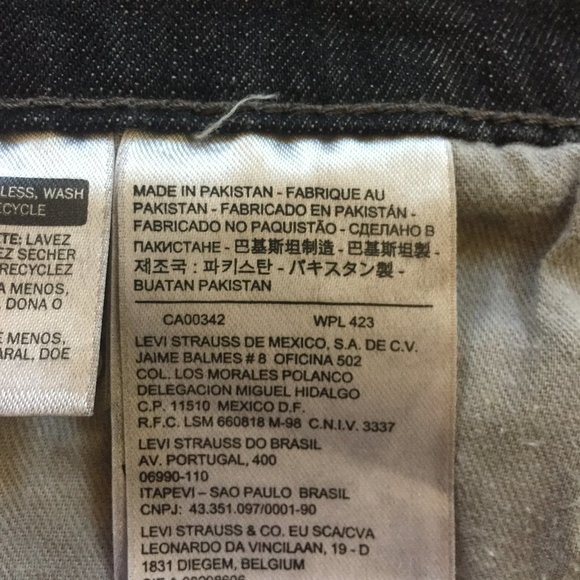 LESS, WASH
ECYCLE
TE: LAVEZ
EZ SECHER
RECYCLEZ
A MENOS,
DONA O
E MENOS,
ARAL, DOE
MADE IN PAKISTAN - FABRIQUE AU
PAKISTAN - FABRICADO EN PAKISTÁN -
FABRICADO NO PAQUISTÃO - СДЕЛАНО В
ПАКИСТАНЕ - 巴基斯坦制造 - 巴基斯坦製 -
제조국 : 파키스탄 - パキスタン製 -
BUATAN PAKISTAN
CA00342 WPL 423
LEVI STRAUSS DE MEXICO, S.A. DE C.V.
JAIME BALMES # 8 OFICINA 502
COL. LOS MORALES POLANCO
DELEGACION MIGUEL HIDALGO
C.P. 11510 MEXICO D.F.
R.F.C. LSM 660818 M-98 C.N.I.V. 3337
LEVI STRAUSS DO BRASIL
AV. PORTUGAL, 400
06990-110
ITAPEVI – SAO PAULO BRASIL
CNPJ: 43.351.097/0001-90
LEVI STRAUSS & CO. EU SCA/CVA
LEONARDO DA VINCILAAN, 19 - D
1831 DIEGEM, BELGIUM